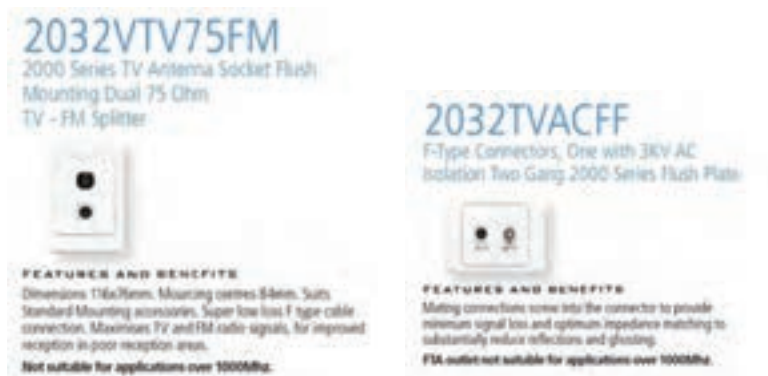 2032VTV75FM
2000 Series TV Antenna Socket Flush
Mounting Dual 75 Ohm
TV - FM Splitter
FEATURES AND BENEFITS
Dimensions 116x76mm. Mounting centres 84mm. Suits
Standard Mounting accessories. Super low loss F type cable
connection. Maximises TV and FM radio signals, for improved
reception in poor reception areas.
Not suitable for applications over 1000Mhz.
2032TVACFF
F-Type Connectors, One with 3KV AC
Isolation Two Gang 2000 Series Flush Plate
FEATURES AND BENEFITS
Mating connections screw into the connector to provide
minimum signal loss and optimum impedance matching to
substantially reduce reflections and ghosting.
FTA outlet not suitable for applications over 1000Mhz.